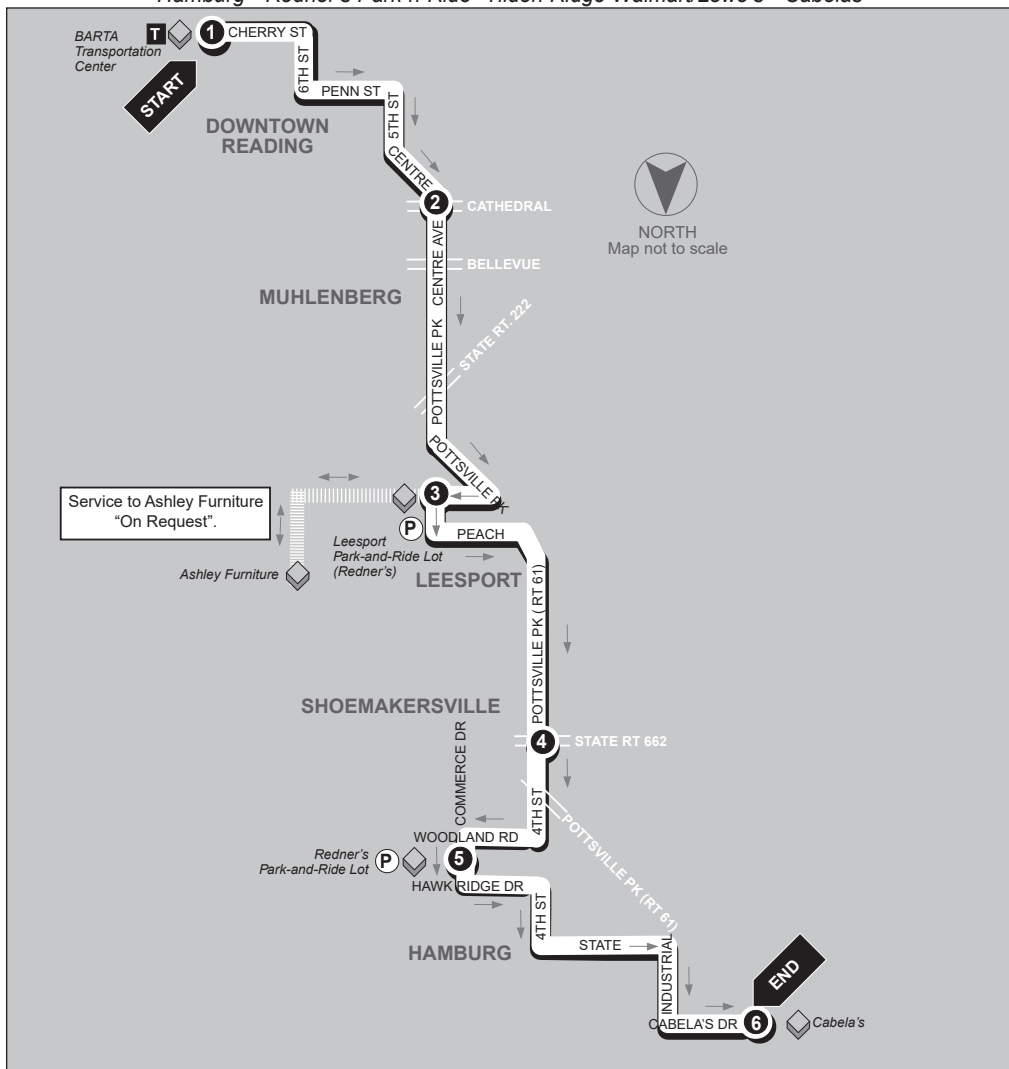 Hamburg - Redner's Park n Ride -Tilden Ridge Walmart/Lowe's - Cabelas
BARTA
Transportation
Center
T
1
CHERRY ST
START
6TH ST
PENN ST
5TH ST
DOWNTOWN
READING
CENTRE
2
CATHEDRAL
NORTH
Map not to scale
BELLEVUE
CENTRE AVE
MUHLENBERG
STATE RT. 222
POTTSVILLE PK
POTTSVILLE PK
3
Service to Ashley Furniture
“On Request”.
P
PEACH
Leesport
Park-and-Ride Lot
(Redner's)
Ashley Furniture
LEESPORT
POTTSVILLE PK ( RT 61)
SHOEMAKERSVILLE
4
STATE RT 662
COMMERCE DR
4TH ST
POTTSVILLE PK (RT 61)
WOODLAND RD
Redner's
Park-and-Ride Lot
P
5
HAWK RIDGE DR
4TH ST
HAMBURG
STATE
INDUSTRIAL
END
CABELA'S DR
6
Cabela's